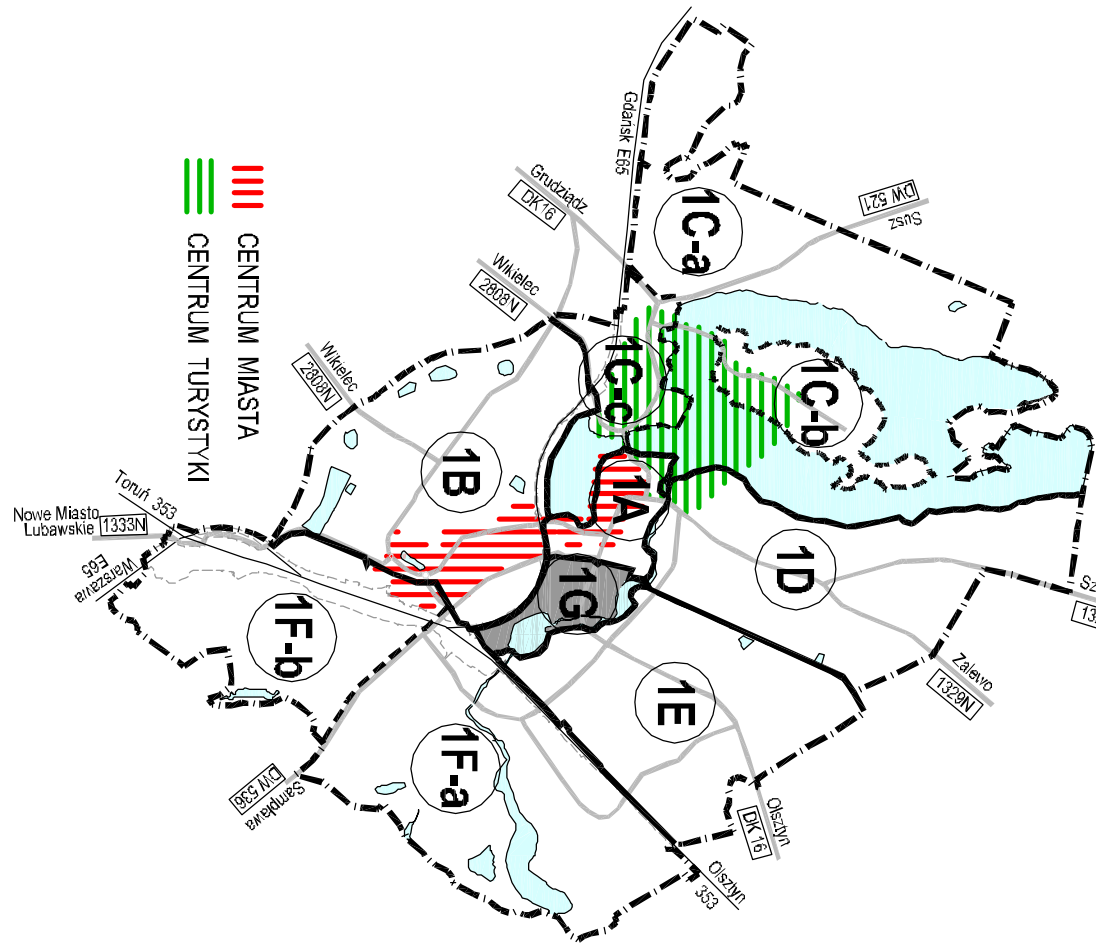 Gdańsk E65
Grudziądz
DK16
1C-a
DW 521
Susz
Wikielec
2808N
1C-c
1C-b
Wikielec
2808N
CENTRUM MIASTA
CENTRUM TURYSTYKI
1B
1A
1D
1G
Toruń 353
Nowe Miasto
Lubawskie
1333N
Warszawa
E65
1F-b
1E
1F-a
Zalewo
1329N
DW 536
Sampława
Olsztyn
DK 16
Olsztyn
353